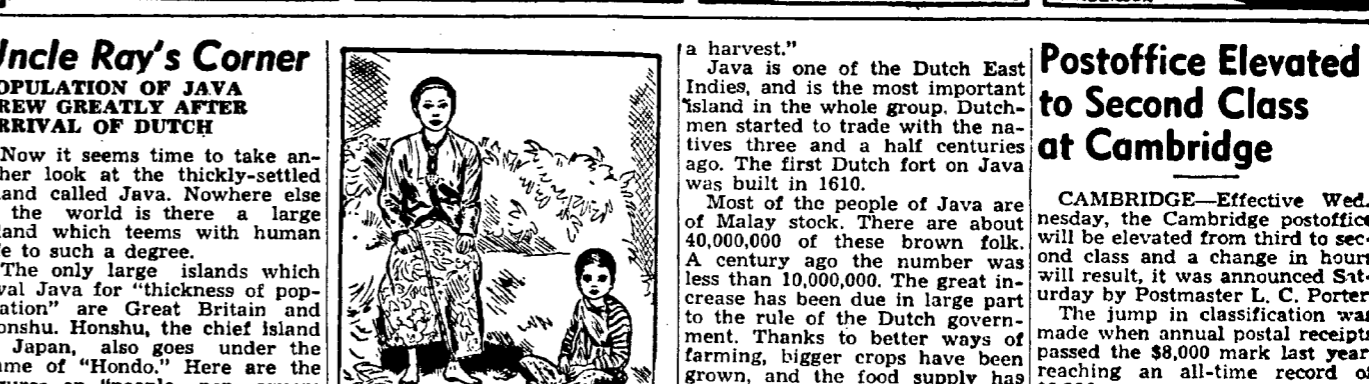 Uncle Ray's Corner
OPULATION OF JAVA
REW GREATLY AFTER
RRIVAL OF DUTCH
Now it seems time to take an-
her look at the thickly-settled
and called Java. Nowhere else
the world is there a large
land which teems with human
e to such a degree.
The only large islands which
val Java for "thickness of pop-
ation" are Great Britain and
onshu. Honshu, the chief island
Japan, also goes under the
ame of "Hondo." Here are the
a harvest."
Java is one of the Dutch East
Indies, and is the most important
island in the whole group. Dutch-
men started to trade with the na-
tives three and a half centuries
ago. The first Dutch fort on Java
was built in 1610.
Most of the people of Java are
of Malay stock. There are about
40,000,000 of these brown folk.
A century ago the number was
less than 10,000,000. The great in-
crease has been due in large part
to the rule of the Dutch govern-
ment. Thanks to better ways of
farming, bigger crops have been
grown, and the food supply has
Postoffice Elevated
to Second Class
at Cambridge
CAMBRIDGE—Effective Wed-
nesday, the Cambridge postoffice
will be elevated from third to sec-
ond class and a change in hours
will result, it was announced Sat-
urday by Postmaster L. C. Porter.
The jump in classification was
made when annual postal receipts
passed the $8,000 mark last year,
reaching an all-time record of